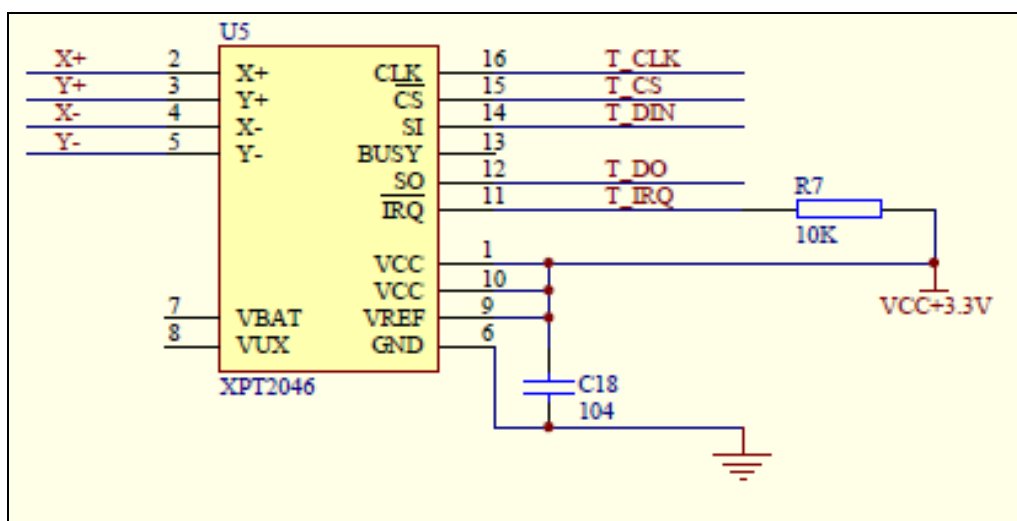 U5
X+ 2 X+ CLK 16 T_CLK
Y+ 3 Y+ CS 15 T_CS
X- 4 X- SI 14 T_DIN
Y- 5 Y- BUSY 13
SO 12 T_DO
IRQ 11 T_IRQ R7
10K
VCC 1
VCC 10
7 VBAT VREF 9 VCC+3.3V
8 VUX GND 6
XPT2046 C18
104